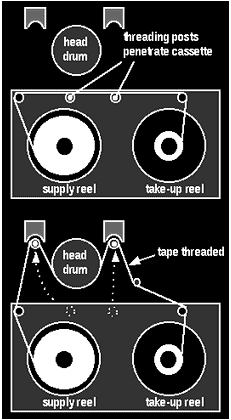 head
drum
threading posts
penetrate cassette
supply reel
take-up reel
head
drum
tape threaded
supply reel
take-up reel